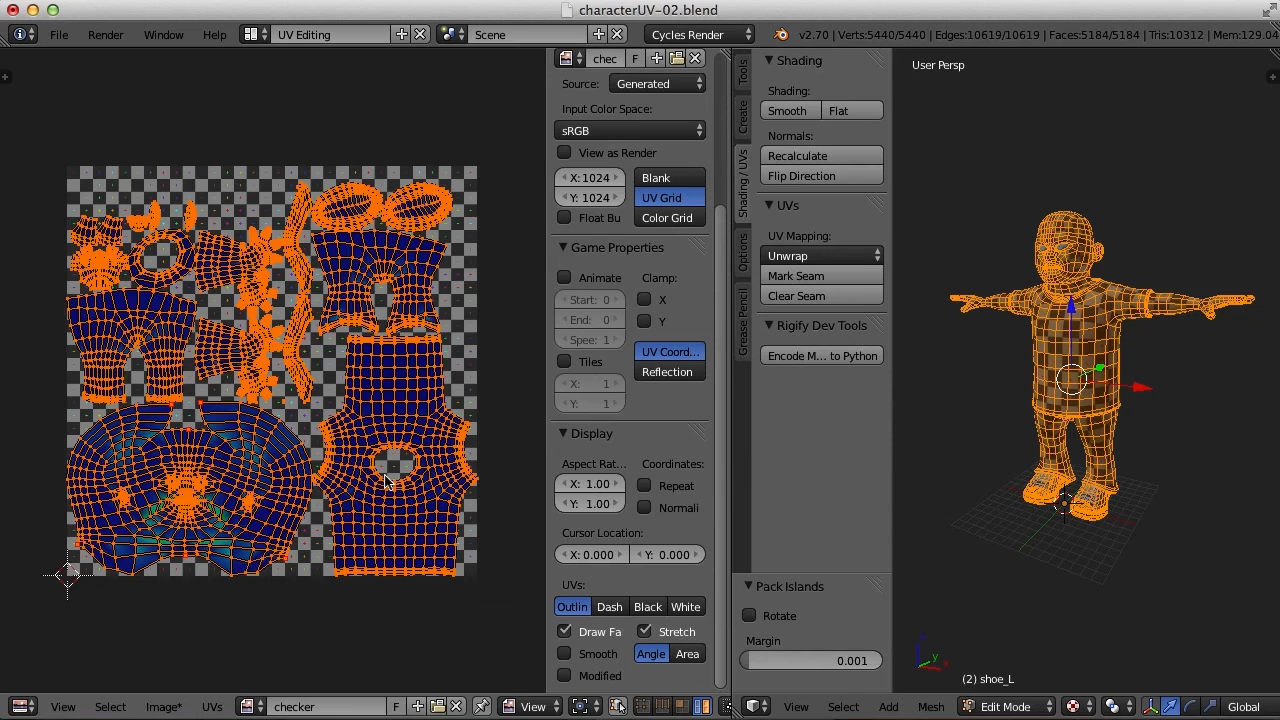 characterUV-02.blend
File Render Window Help UV Editing Scene Cycles Render v2.70 | Verts:5440/5440 | Edges:10619/10619 | Faces:5184/5184 | Tris:10312 | Mem:129.04
chec F
Source: Generated
Input Color Space:
sRGB
View as Render
X: 1024 Blank
Y: 1024 UV Grid
Float Bu Color Grid
Game Properties
Animate Clamp:
Start: 0 X
End: 0 Y
Spee: 1
UV Coord...
Tiles Reflection
X: 1
Y: 1
Display
Aspect Rat... Coordinates:
X: 1.00 Repeat
Y: 1.00 Normali
Cursor Location:
X: 0.000 Y: 0.000
UVs:
Outlin Dash Black White
Draw Fa Stretch
Smooth Angle Area
Modified
Tools
Create
Shading / UVs
Options
Grease Pencil
Shading
Shading:
Smooth Flat
Normals:
Recalculate
Flip Direction
UVs
UV Mapping:
Unwrap
Mark Seam
Clear Seam
Rigify Dev Tools
Encode M... to Python
Pack Islands
Rotate
Margin
0.001
User Persp
z
y
x
(2) shoe_L
View Select Image* UVs checker F View
View Select Add Mesh Edit Mode Global